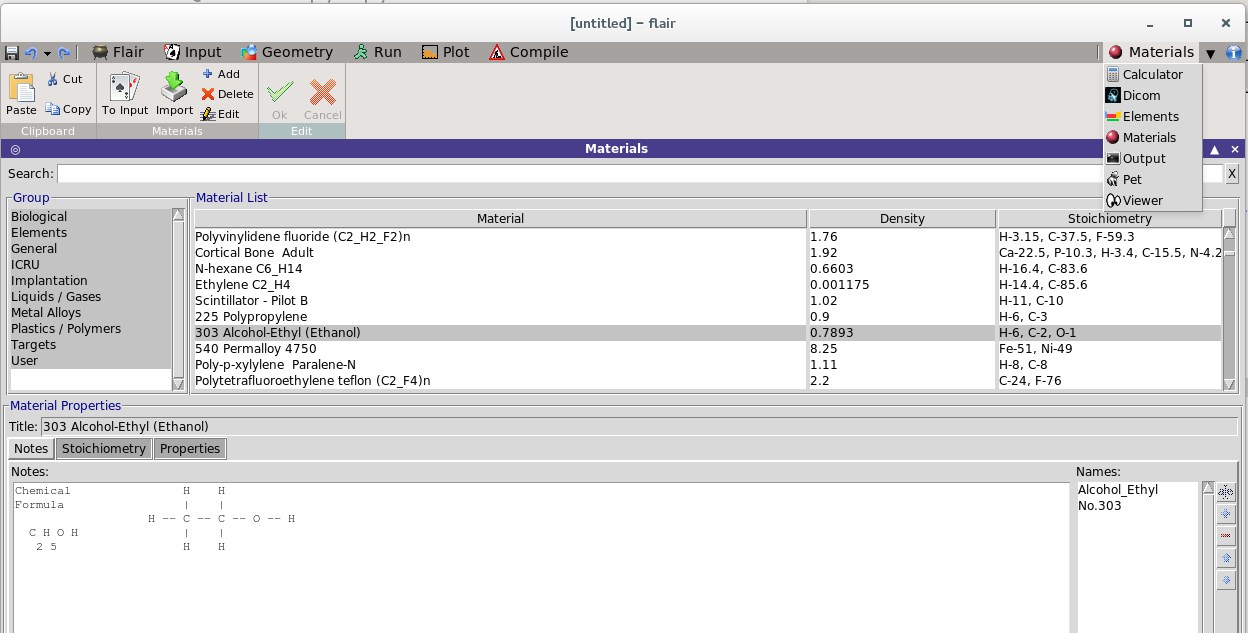 [untitled] – flair
Flair Input Geometry Run Plot Compile Materials
Paste Cut Copy To Input Import Add Delete Edit Ok Cancel
Clipboard Materials Edit
Calculator
Dicom
Elements
Materials
Output
Pet
Viewer
Materials
Search: X
Group
Biological
Elements
General
ICRU
Implantation
Liquids / Gases
Metal Alloys
Plastics / Polymers
Targets
User
Material List
Material Density Stoichiometry
Polyvinylidene fluoride (C2_H2_F2)n 1.76 H-3.15, C-37.5, F-59.3
Cortical Bone Adult 1.92 Ca-22.5, P-10.3, H-3.4, C-15.5, N-4.2
N-hexane C6_H14 0.6603 H-16.4, C-83.6
Ethylene C2_H4 0.001175 H-14.4, C-85.6
Scintillator - Pilot B 1.02 H-11, C-10
225 Polypropylene 0.9 H-6, C-3
303 Alcohol-Ethyl (Ethanol) 0.7893 H-6, C-2, O-1
540 Permalloy 4750 8.25 Fe-51, Ni-49
Poly-p-xylylene Paralene-N 1.11 H-8, C-8
Polytetrafluoroethylene teflon (C2_F4)n 2.2 C-24, F-76
Material Properties
Title: 303 Alcohol-Ethyl (Ethanol)
Notes Stoichiometry Properties
Notes:
Chemical H H
Formula | |
H -- C -- C -- O -- H
C H O H | |
2 5 H H
Names:
Alcohol_Ethyl
No.303